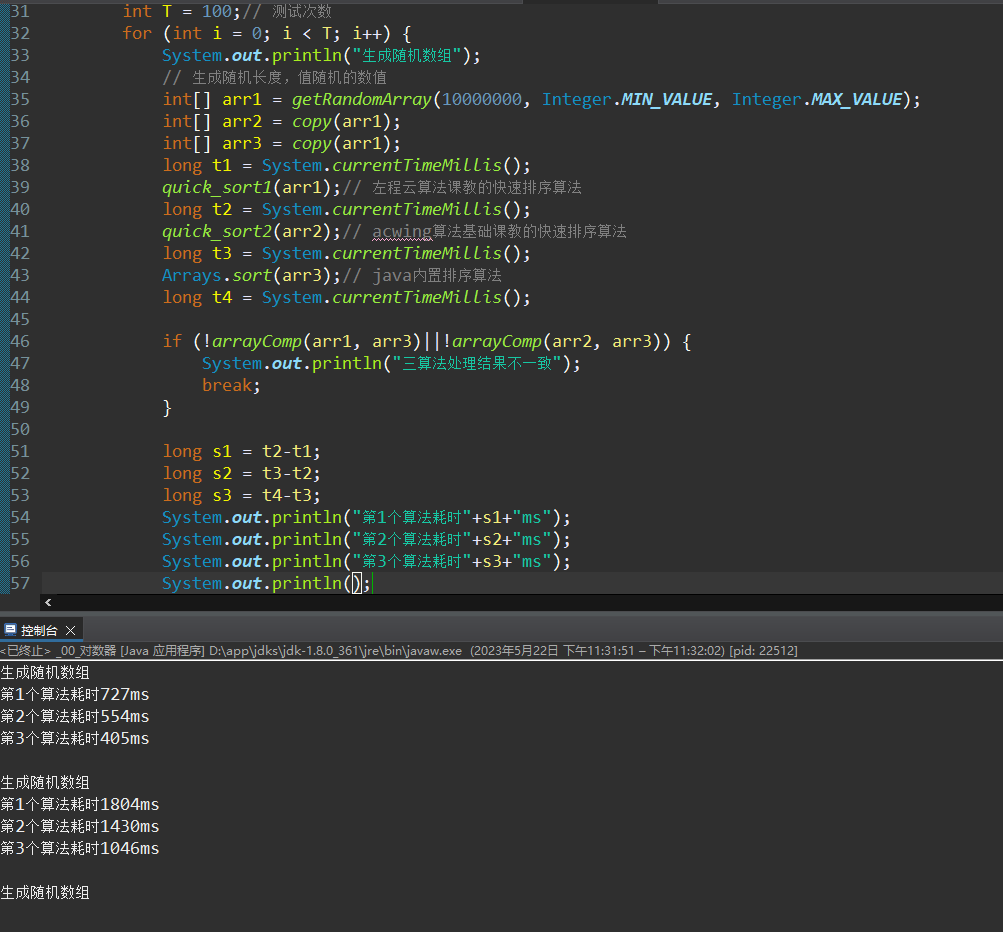 31 int T = 100;// 测试次数
32 for (int i = 0; i < T; i++) {
33 System.out.println("生成随机数组");
34 // 生成随机长度，值随机的数值
35 int[] arr1 = getRandomArray(10000000, Integer.MIN_VALUE, Integer.MAX_VALUE);
36 int[] arr2 = copy(arr1);
37 int[] arr3 = copy(arr1);
38 long t1 = System.currentTimeMillis();
39 quick_sort1(arr1);// 左程云算法课教的快速排序算法
40 long t2 = System.currentTimeMillis();
41 quick_sort2(arr2);// acwing算法基础课教的快速排序算法
42 long t3 = System.currentTimeMillis();
43 Arrays.sort(arr3);// java内置排序算法
44 long t4 = System.currentTimeMillis();
45
46 if (!arrayComp(arr1, arr3)||!arrayComp(arr2, arr3)) {
47 System.out.println("三算法处理结果不一致");
48 break;
49 }
50
51 long s1 = t2-t1;
52 long s2 = t3-t2;
53 long s3 = t4-t3;
54 System.out.println("第1个算法耗时"+s1+"ms");
55 System.out.println("第2个算法耗时"+s2+"ms");
56 System.out.println("第3个算法耗时"+s3+"ms");
57 System.out.println();
控制台
<已终止> _00_对数器 [Java 应用程序] D:\app\jdks\jdk-1.8.0_361\jre\bin\javaw.exe (2023年5月22日 下午11:31:51 – 下午11:32:02) [pid: 22512]
生成随机数组
第1个算法耗时727ms
第2个算法耗时554ms
第3个算法耗时405ms
生成随机数组
第1个算法耗时1804ms
第2个算法耗时1430ms
第3个算法耗时1046ms
生成随机数组